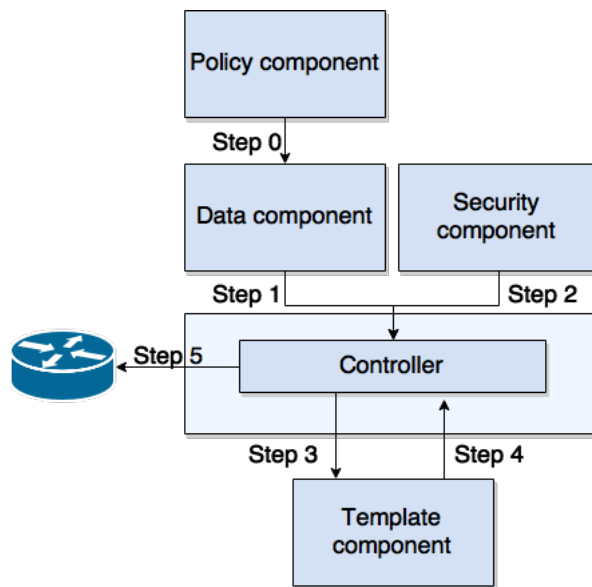 Policy component
Step 0
Data component
Security
component
Step 1
Step 2
Step 5
Controller
Step 3
Step 4
Template
component